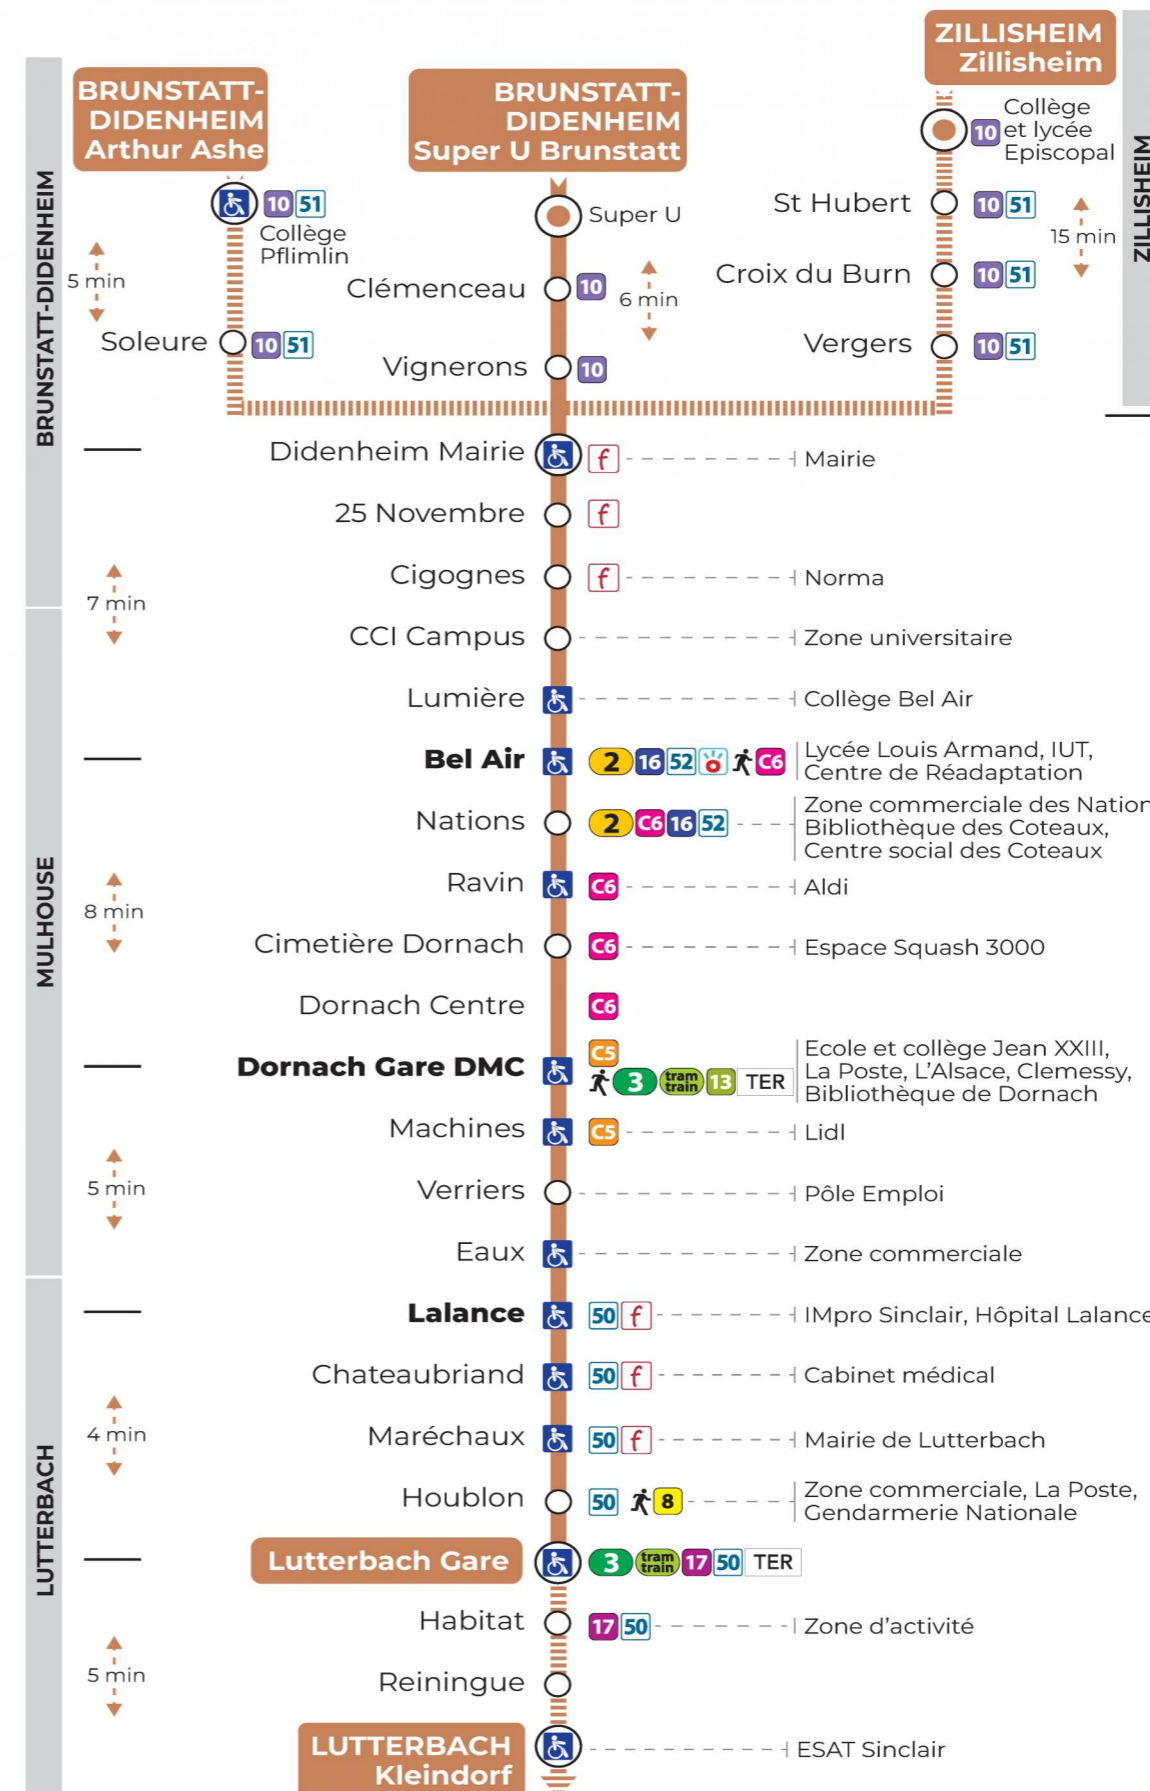 BRUNSTATT-
DIDENHEIM
Arthur Ashe
BRUNSTATT-
DIDENHEIM
Super U Brunstatt
ZILLISHEIM
Zillisheim
BRUNSTATT-DIDENHEIM
ZILLISHEIM
10 51
Collège
Pflimlin
5 min
Soleure 10 51
Super U
Clémenceau 10
6 min
Vignerons 10
10 Collège
et lycée
Episcopal
St Hubert 10 51
15 min
Croix du Burn 10 51
Vergers 10 51
Didenheim Mairie f Mairie
25 Novembre f
Cigognes f Norma
7 min
MULHOUSE
CCI Campus Zone universitaire
Lumière Collège Bel Air
Bel Air 2 16 52 C6 Lycée Louis Armand, IUT,
Centre de Réadaptation
Nations 2 C6 16 52 Zone commerciale des Nation
Bibliothèque des Coteaux,
Centre social des Coteaux
Ravin C6 Aldi
8 min
Cimetière Dornach C6 Espace Squash 3000
Dornach Centre C6
Dornach Gare DMC C5 3 tram train 13 TER Ecole et collège Jean XXIII,
La Poste, L'Alsace, Clemessy,
Bibliothèque de Dornach
Machines C5 Lidl
5 min
Verriers Pôle Emploi
Eaux Zone commerciale
LUTTERBACH
Lalance 50 f IMpro Sinclair, Hôpital Lalance
Chateaubriand 50 f Cabinet médical
4 min
Maréchaux 50 f Mairie de Lutterbach
Houblon 50 8 Zone commerciale, La Poste,
Gendarmerie Nationale
Lutterbach Gare 3 tram train 17 50 TER
Habitat 17 50 Zone d'activité
5 min
Reiningue
LUTTERBACH
Kleindorf
ESAT Sinclair